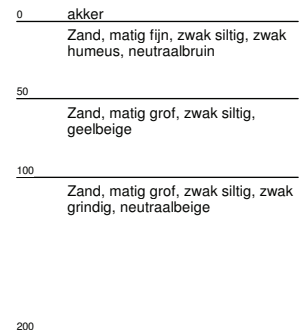 0 akker
Zand, matig fijn, zwak siltig, zwak
humeus, neutraalbruin
50
Zand, matig grof, zwak siltig,
geelbeige
100
Zand, matig grof, zwak siltig, zwak
grindig, neutraalbeige
200